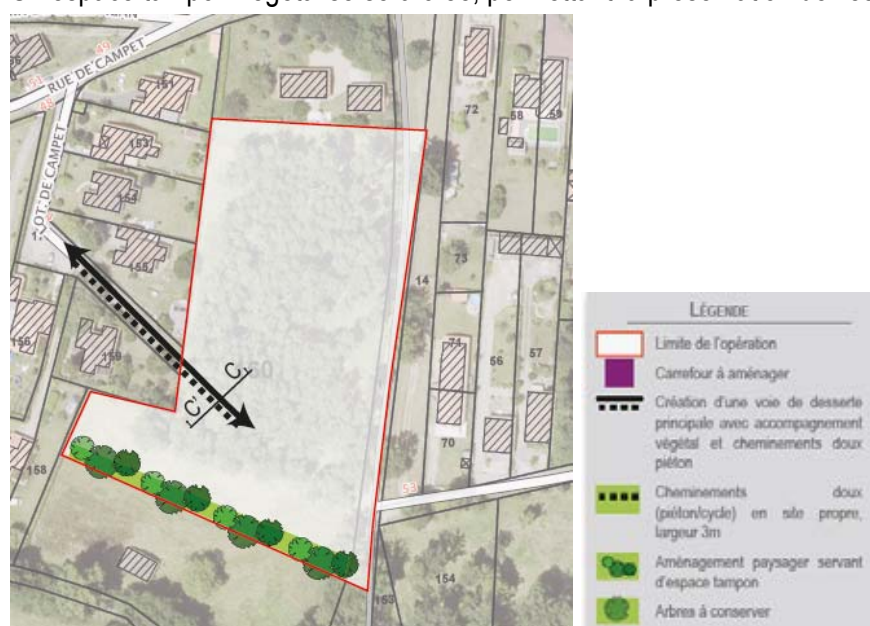 RUE DE CAMPET
51
49
48
151
153
LOT. DE CAMPET
155
156
159
158
160
C
C
14
72
58
59
73
71
56
57
70
53
154
153
LÉGENDE
Limite de l'opération
Carrefour à aménager
Création d'une voie de desserte
principale avec accompagnement
végétal et cheminements doux
piéton
Cheminements doux
(piéton/cycle) en site propre,
largeur 3m
Aménagement paysager servant
d'espace tampon
Arbres à conserver